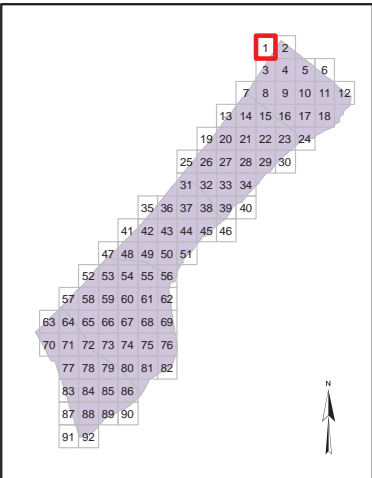 1 2
3 4 5 6
7 8 9 10 11 12
13 14 15 16 17 18
19 20 21 22 23 24
25 26 27 28 29 30
31 32 33 34
35 36 37 38 39 40
41 42 43 44 45 46
47 48 49 50 51
52 53 54 55 56
57 58 59 60 61 62
63 64 65 66 67 68 69
70 71 72 73 74 75 76
77 78 79 80 81 82
83 84 85 86
N
87 88 89 90
91 92